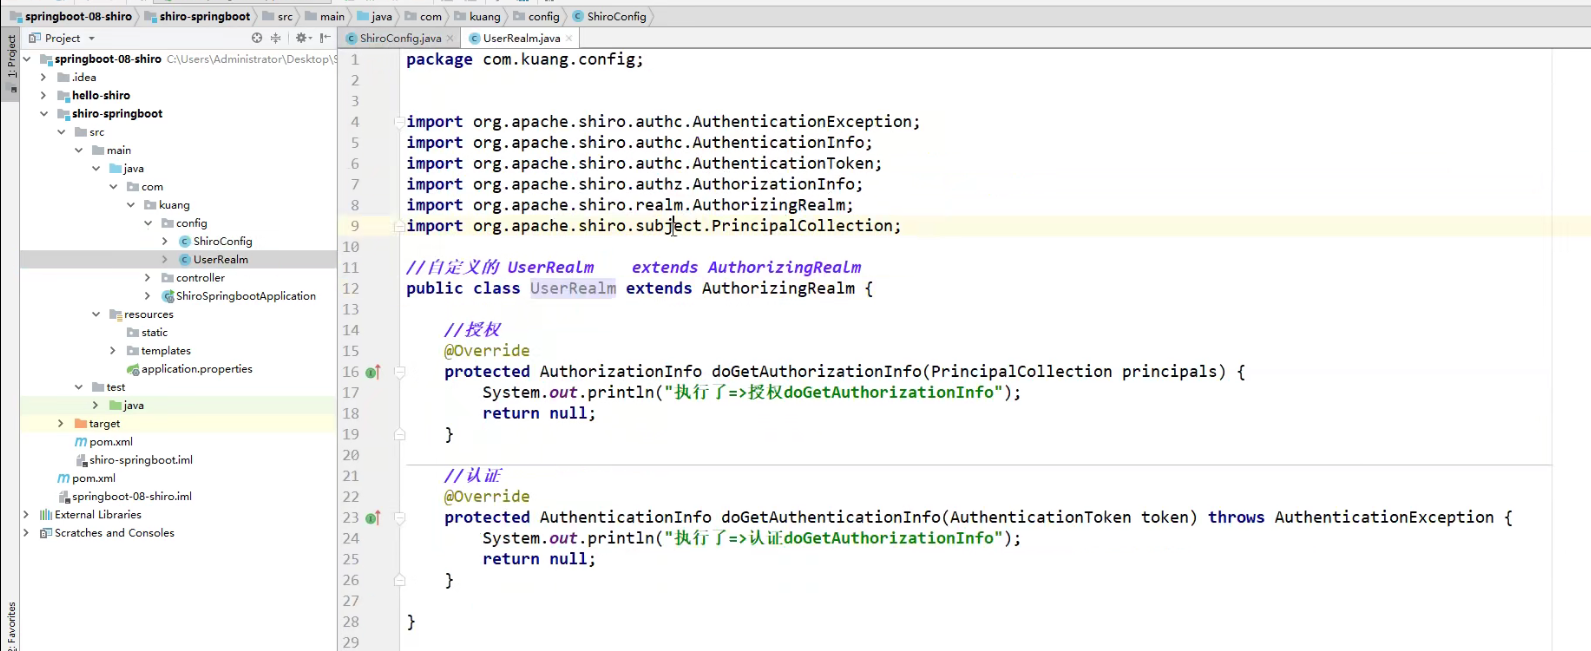 springboot-08-shiro shiro-springboot src main java com kuang config ShiroConfig
1: Project
Project
ShiroConfig.java UserRealm.java
springboot-08-shiro C:\Users\Administrator\Desktop\S
.idea
hello-shiro
shiro-springboot
src
main
java
com
kuang
config
ShiroConfig
UserRealm
controller
ShiroSpringbootApplication
resources
static
templates
application.properties
test
java
target
pom.xml
shiro-springboot.iml
pom.xml
springboot-08-shiro.iml
External Libraries
Scratches and Consoles
Favorites
1 package com.kuang.config;
2
3
4 import org.apache.shiro.authc.AuthenticationException;
5 import org.apache.shiro.authc.AuthenticationInfo;
6 import org.apache.shiro.authc.AuthenticationToken;
7 import org.apache.shiro.authz.AuthorizationInfo;
8 import org.apache.shiro.realm.AuthorizingRealm;
9 import org.apache.shiro.subject.PrincipalCollection;
10
11 //自定义的 UserRealm extends AuthorizingRealm
12 public class UserRealm extends AuthorizingRealm {
13
14 //授权
15 @Override
16 protected AuthorizationInfo doGetAuthorizationInfo(PrincipalCollection principals) {
17 System.out.println("执行了=>授权doGetAuthorizationInfo");
18 return null;
19 }
20
21 //认证
22 @Override
23 protected AuthenticationInfo doGetAuthenticationInfo(AuthenticationToken token) throws AuthenticationException {
24 System.out.println("执行了=>认证doGetAuthorizationInfo");
25 return null;
26 }
27
28 }
29